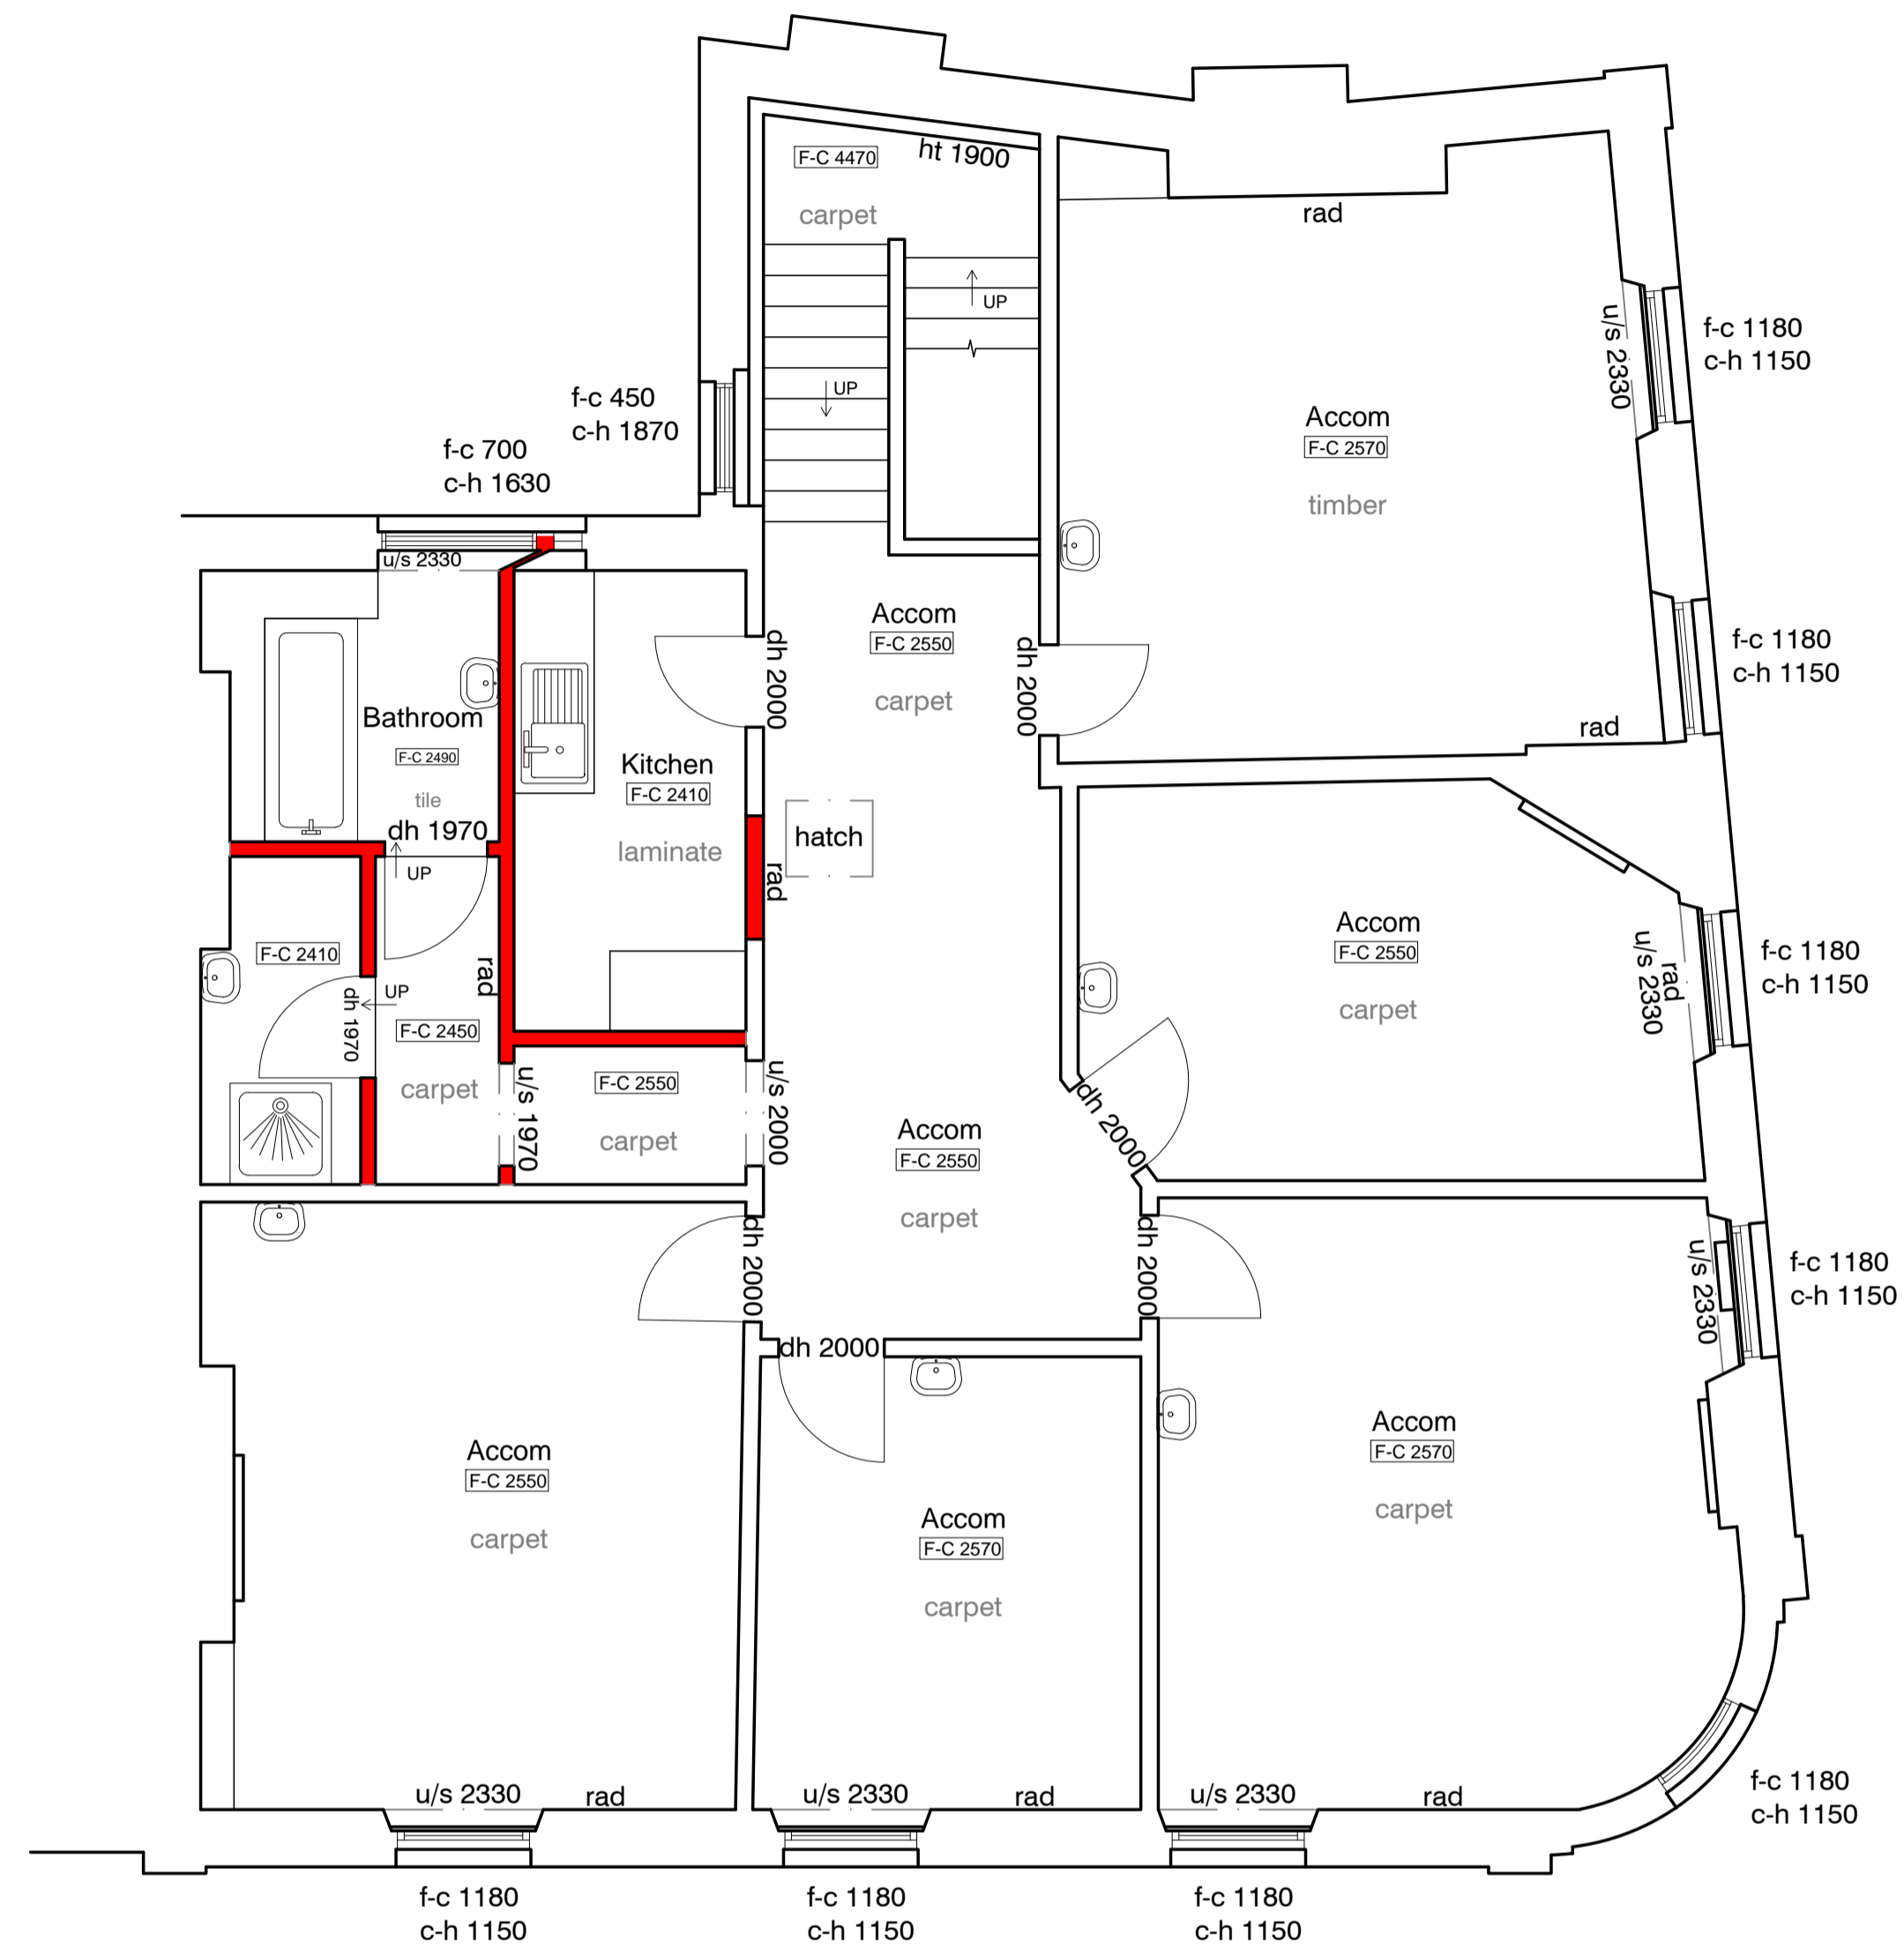 F-C 4470
ht 1900
carpet
rad
UP
UP
f-c 450
c-h 1870
f-c 700
c-h 1630
u/s 2330
u/s 2330
f-c 1180
c-h 1150
Accom
F-C 2570
timber
Accom
F-C 2550
carpet
dh 2000
dh 2000
f-c 1180
c-h 1150
rad
Bathroom
F-C 2490
tile
dh 1970
UP
Kitchen
F-C 2410
laminate
rad
hatch
F-C 2410
rad
UP
dh 1970
F-C 2450
carpet
u/s 1970
F-C 2550
carpet
u/s 2000
Accom
F-C 2550
carpet
rad
u/s 2330
f-c 1180
c-h 1150
dh 2000
Accom
F-C 2550
carpet
dh 2000
dh 2000
dh 2000
u/s 2330
f-c 1180
c-h 1150
Accom
F-C 2550
carpet
Accom
F-C 2570
carpet
Accom
F-C 2570
carpet
u/s 2330
rad
u/s 2330
rad
u/s 2330
rad
f-c 1180
c-h 1150
f-c 1180
c-h 1150
f-c 1180
c-h 1150
f-c 1180
c-h 1150